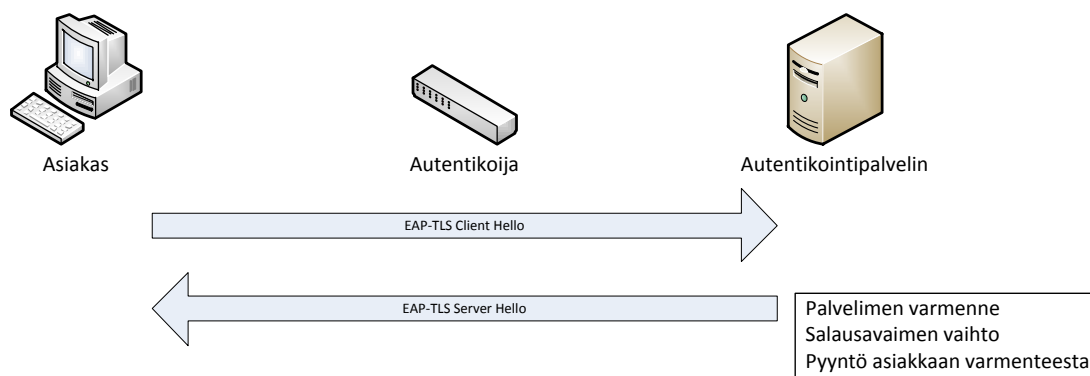 Asiakas
Autentikoija
Autentikointipalvelin
EAP-TLS Client Hello
EAP-TLS Server Hello
Palvelimen varmenne
Salausavaimen vaihto
Pyyntö asiakkaan varmenteesta